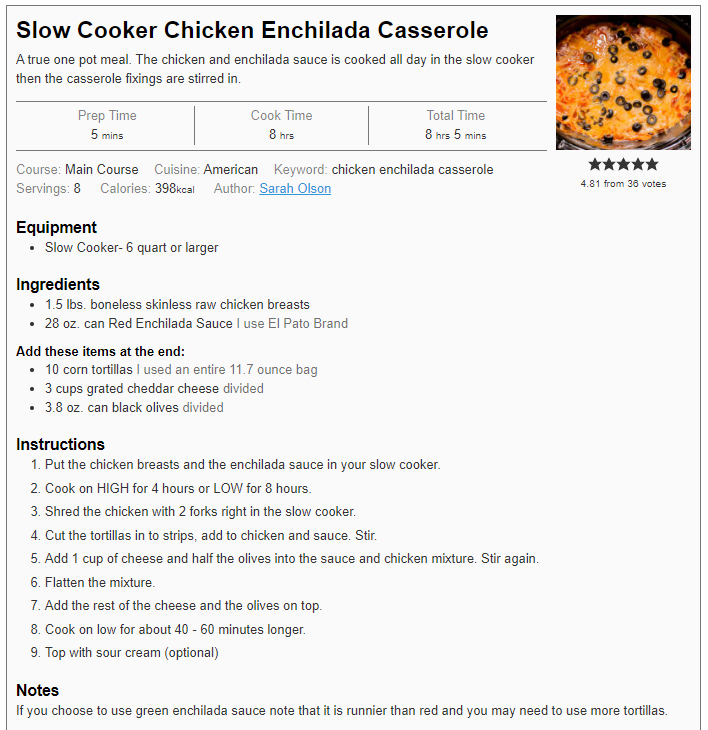 Slow Cooker Chicken Enchilada Casserole
A true one pot meal. The chicken and enchilada sauce is cooked all day in the slow cooker
then the casserole fixings are stirred in.
Prep Time Cook Time Total Time
5 mins 8 hrs 8 hrs 5 mins
4.81 from 36 votes
Course: Main Course Cuisine: American Keyword: chicken enchilada casserole
Servings: 8 Calories: 398kcal Author: Sarah Olson
Equipment
• Slow Cooker- 6 quart or larger
Ingredients
• 1.5 lbs. boneless skinless raw chicken breasts
• 28 oz. can Red Enchilada Sauce I use El Pato Brand
Add these items at the end:
• 10 corn tortillas I used an entire 11.7 ounce bag
• 3 cups grated cheddar cheese divided
• 3.8 oz. can black olives divided
Instructions
1. Put the chicken breasts and the enchilada sauce in your slow cooker.
2. Cook on HIGH for 4 hours or LOW for 8 hours.
3. Shred the chicken with 2 forks right in the slow cooker.
4. Cut the tortillas in to strips, add to chicken and sauce. Stir.
5. Add 1 cup of cheese and half the olives into the sauce and chicken mixture. Stir again.
6. Flatten the mixture.
7. Add the rest of the cheese and the olives on top.
8. Cook on low for about 40 - 60 minutes longer.
9. Top with sour cream (optional)
Notes
If you choose to use green enchilada sauce note that it is runnier than red and you may need to use more tortillas.